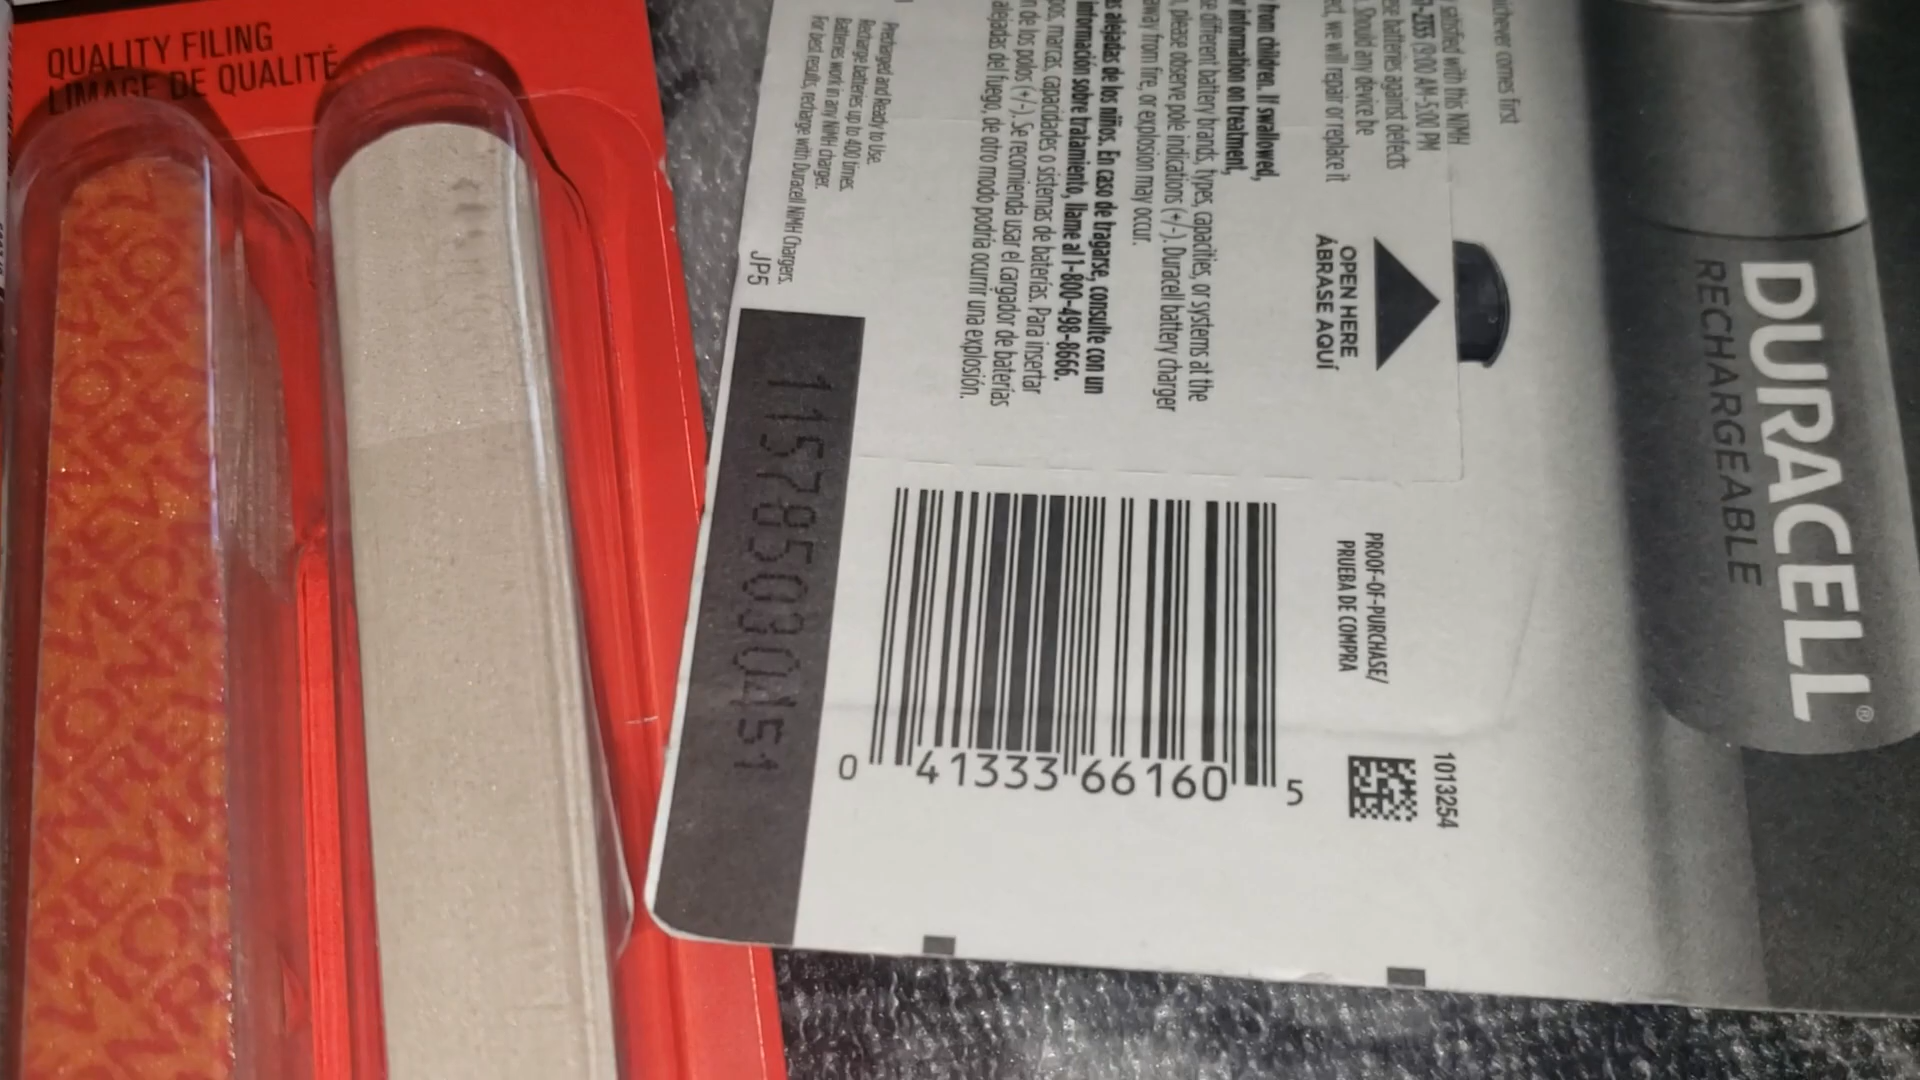 QUALITY FILING
LIMAGE DE QUALITÉ
REVLON
whichever comes first
satisfied with this NiMH
(9:00 AM-5:00 PM
batteries against defects
Should any device be
we will repair or replace it
OPEN HERE
ÁBRASE AQUÍ
from children. If swallowed,
information on treatment,
different battery brands, types, capacities, or systems at the
please observe pole indications (+/-). Duracell battery charger
away from fire, or explosion may occur.
alejadas de los niños. En caso de tragarse, consulte con un
información sobre tratamiento, llame al 1-800-498-8666.
marcas, capacidades o sistemas de baterías. Para insertar
de los polos (+/-). Se recomienda usar el cargador de baterías
alejadas del fuego, de otro modo podría ocurrir una explosión.
Precharged and Ready to Use.
Recharge batteries up to 400 times.
Batteries work in any NiMH charger.
For best results, recharge with Duracell NiMH Chargers.
JP5
1157850300451
PROOF-OF-PURCHASE/
PRUEBA DE COMPRA
0 41333 66160 5
1013254
DURACELL®
RECHARGEABLE